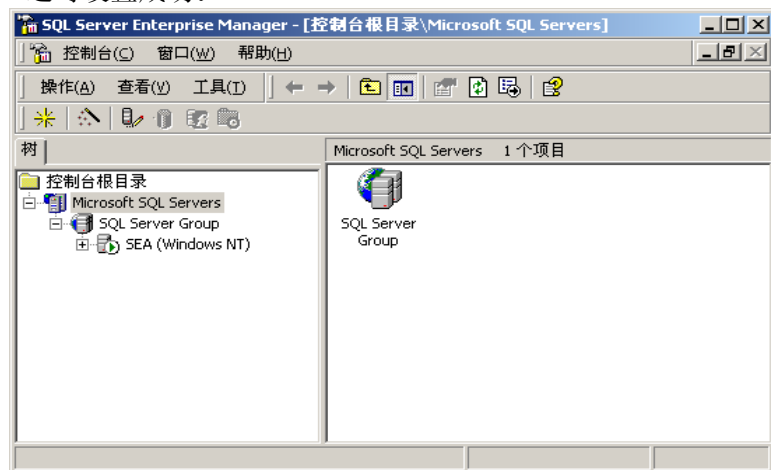 SQL Server Enterprise Manager - [控制台根目录\Microsoft SQL Servers]
控制台(C) 窗口(W) 帮助(H)
操作(A) 查看(V) 工具(T)
树
Microsoft SQL Servers 1 个项目
控制台根目录
Microsoft SQL Servers
SQL Server Group
SEA (Windows NT)
SQL Server
Group